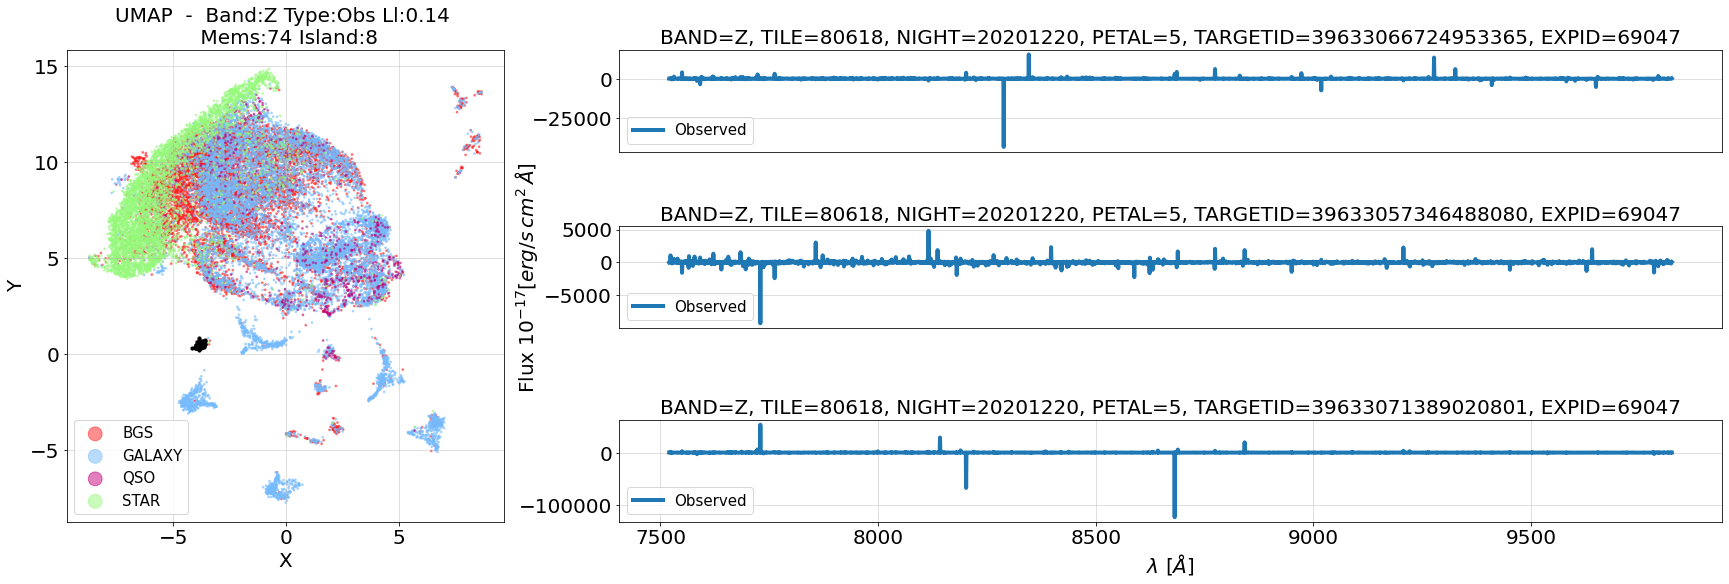 UMAP  -  Band:Z Type:Obs Ll:0.14
Mems:74 Island:8
15
10
5
0
−5
Y
BGS
GALAXY
QSO
STAR
−5
0
5
X
Flux 10⁻¹⁷[erg/s cm² Å]
BAND=Z, TILE=80618, NIGHT=20201220, PETAL=5, TARGETID=39633066724953365, EXPID=69047
0
−25000
Observed
BAND=Z, TILE=80618, NIGHT=20201220, PETAL=5, TARGETID=39633057346488080, EXPID=69047
5000
0
−5000
Observed
BAND=Z, TILE=80618, NIGHT=20201220, PETAL=5, TARGETID=39633071389020801, EXPID=69047
0
−100000
Observed
7500
8000
8500
9000
9500
λ [Å]